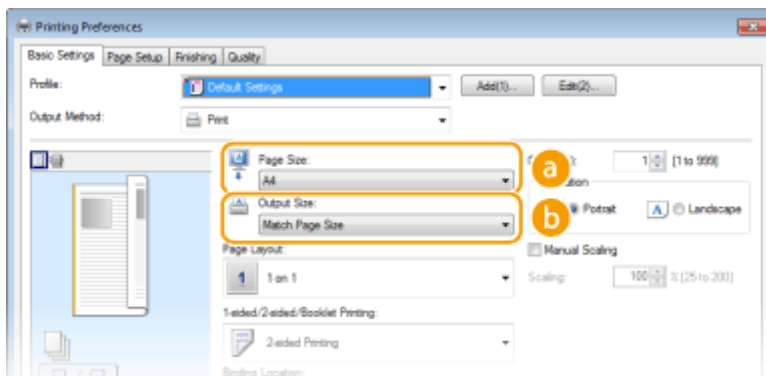 Printing Preferences
Basic Settings Page Setup Finishing Quality
Profile: Default Settings Add(1)... Edit(2)...
Output Method: Print
Page Size: a 1 [1 to 999]
A4
Output Size: b Portrait A Landscape
Match Page Size
Page Layout: Manual Scaling
1 1 on 1 Scaling: 100 % [25 to 200]
1-sided/2-sided/Booklet Printing:
2-sided Printing
Binding Location: